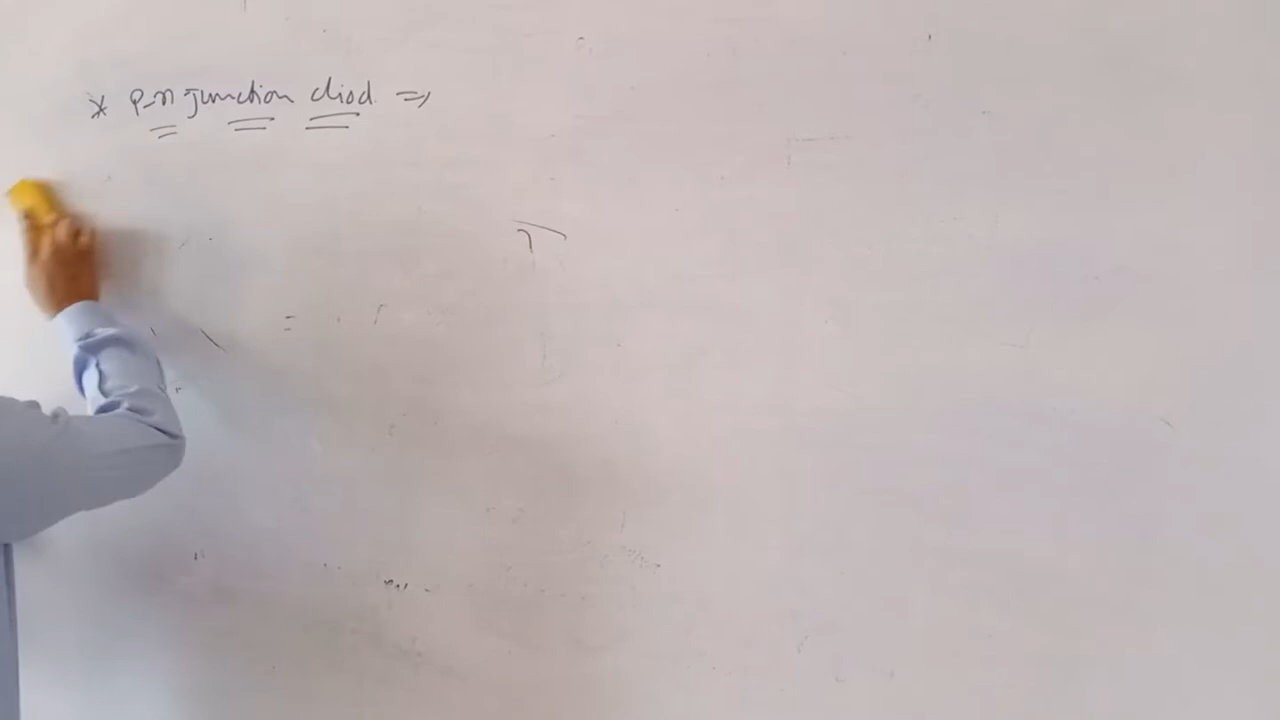 * P-n Junction diod ⇒